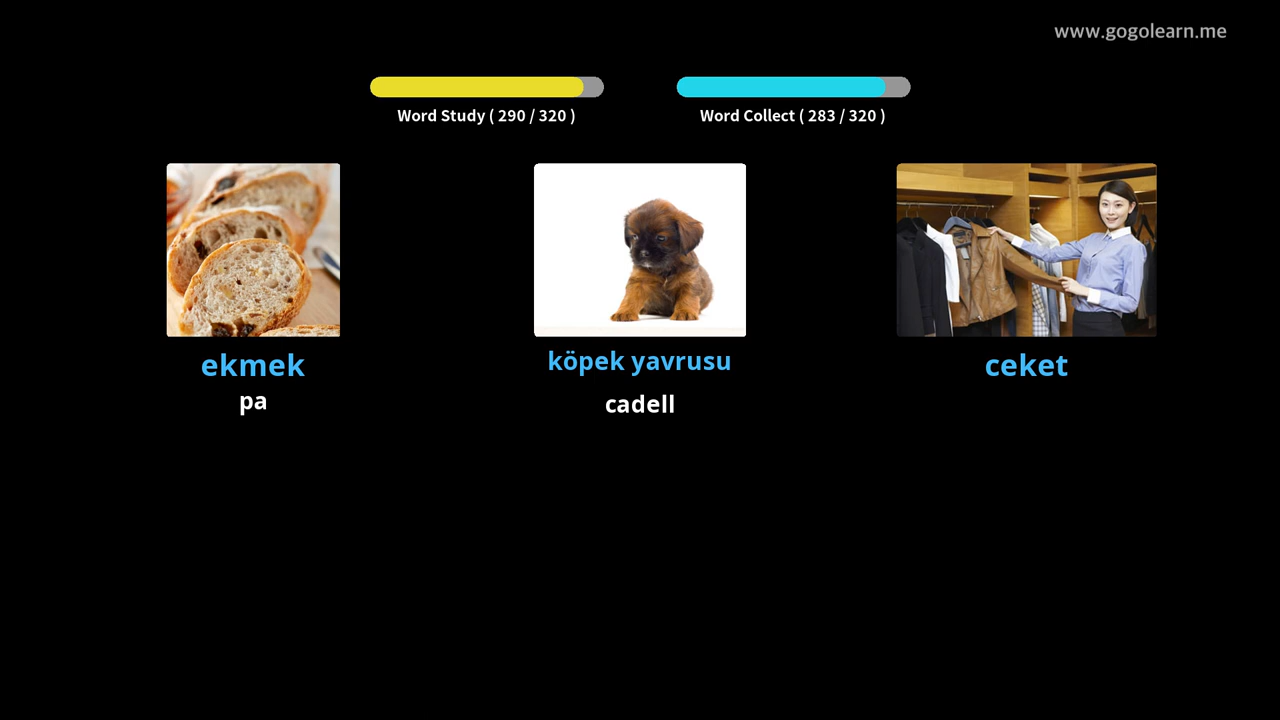 www.gogolearn.me
Word Study ( 290 / 320 )
Word Collect ( 283 / 320 )
ekmek
pa
köpek yavrusu
cadell
ceket